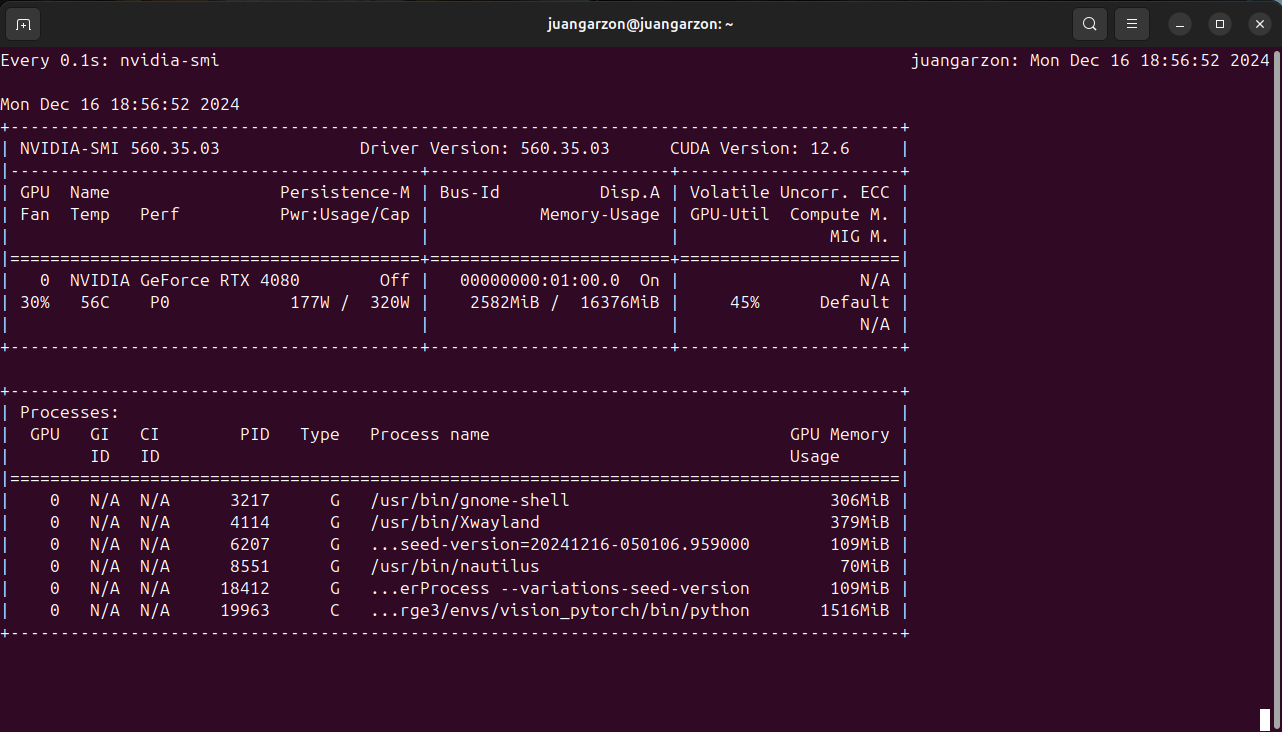 juangarzon@juangarzon: ~
Every 0.1s: nvidia-smi                                                                     juangarzon: Mon Dec 16 18:56:52 2024
Mon Dec 16 18:56:52 2024
+-----------------------------------------------------------------------------------------+
| NVIDIA-SMI 560.35.03              Driver Version: 560.35.03      CUDA Version: 12.6     |
|-----------------------------------------+------------------------+----------------------+
| GPU  Name                 Persistence-M | Bus-Id          Disp.A | Volatile Uncorr. ECC |
| Fan  Temp   Perf          Pwr:Usage/Cap |           Memory-Usage | GPU-Util  Compute M. |
|                                         |                        |               MIG M. |
|=========================================+========================+======================|
|   0  NVIDIA GeForce RTX 4080        Off |   00000000:01:00.0  On |                  N/A |
| 30%   56C    P0            177W /  320W |    2582MiB /  16376MiB |     45%      Default |
|                                         |                        |                  N/A |
+-----------------------------------------+------------------------+----------------------+
+-----------------------------------------------------------------------------------------+
| Processes:                                                                              |
|  GPU   GI   CI        PID   Type   Process name                              GPU Memory |
|        ID   ID                                                               Usage      |
|=========================================================================================|
|    0   N/A  N/A      3217      G   /usr/bin/gnome-shell                          306MiB |
|    0   N/A  N/A      4114      G   /usr/bin/Xwayland                             379MiB |
|    0   N/A  N/A      6207      G   ...seed-version=20241216-050106.959000        109MiB |
|    0   N/A  N/A      8551      G   /usr/bin/nautilus                              70MiB |
|    0   N/A  N/A     18412      G   ...erProcess --variations-seed-version        109MiB |
|    0   N/A  N/A     19963      C   ...rge3/envs/vision_pytorch/bin/python       1516MiB |
+-----------------------------------------------------------------------------------------+